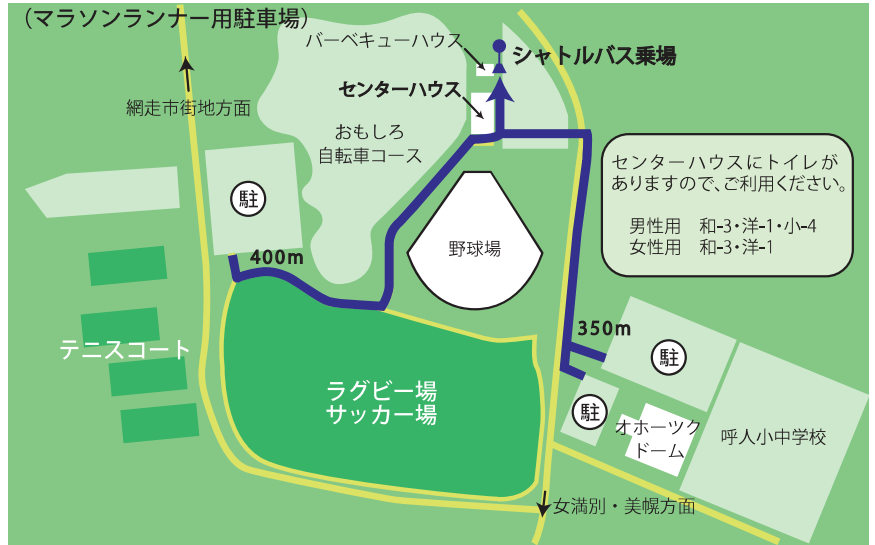 (マラソンランナー用駐車場)
バーベキューハウス
シャトルバス乗場
センターハウス
網走市街地方面
おもしろ
自転車コース
センターハウスにトイレが
ありますので、ご利用ください。
男性用 和-3・洋-1・小-4
女性用 和-3・洋-1
駐
400m
野球場
350m
駐
テニスコート
ラグビー場
サッカー場
駐
オホーツク
ドーム
呼人小中学校
女満別・美幌方面